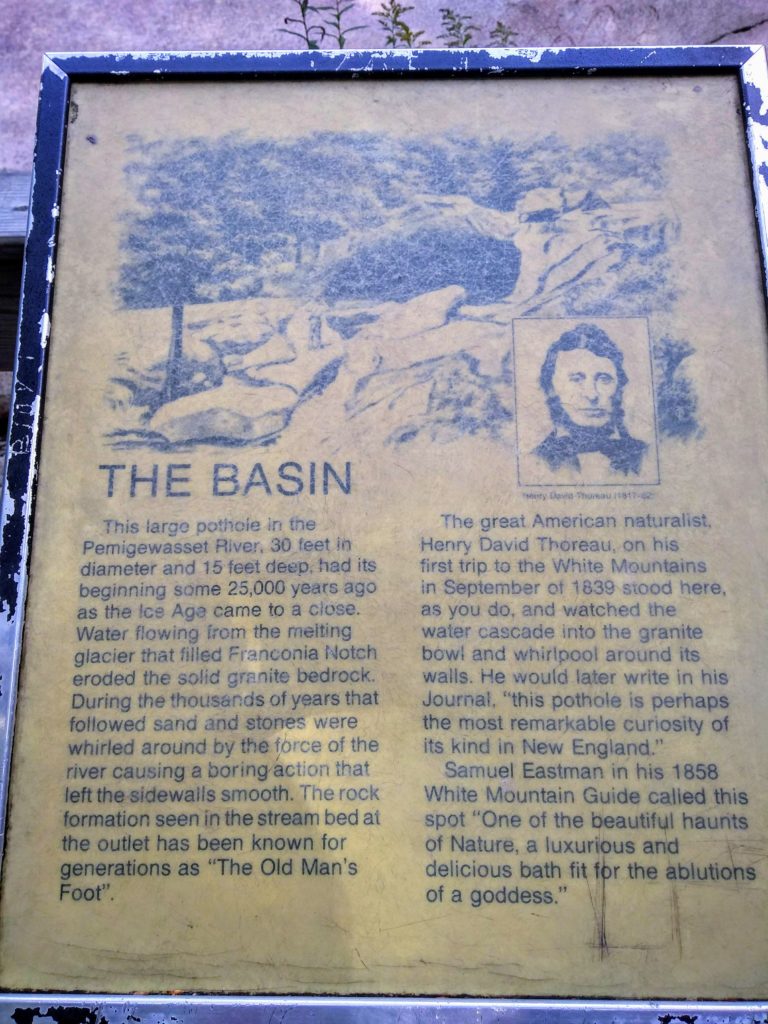 Henry David Thoreau (1817-62)
THE BASIN
This large pothole in the
Pemigewasset River, 30 feet in
diameter and 15 feet deep, had its
beginning some 25,000 years ago
as the Ice Age came to a close.
Water flowing from the melting
glacier that filled Franconia Notch
eroded the solid granite bedrock.
During the thousands of years that
followed sand and stones were
whirled around by the force of the
river causing a boring action that
left the sidewalls smooth. The rock
formation seen in the stream bed at
the outlet has been known for
generations as "The Old Man's
Foot".
The great American naturalist,
Henry David Thoreau, on his
first trip to the White Mountains
in September of 1839 stood here,
as you do, and watched the
water cascade into the granite
bowl and whirlpool around its
walls. He would later write in his
Journal, "this pothole is perhaps
the most remarkable curiosity of
its kind in New England."
Samuel Eastman in his 1858
White Mountain Guide called this
spot "One of the beautiful haunts
of Nature, a luxurious and
delicious bath fit for the ablutions
of a goddess."